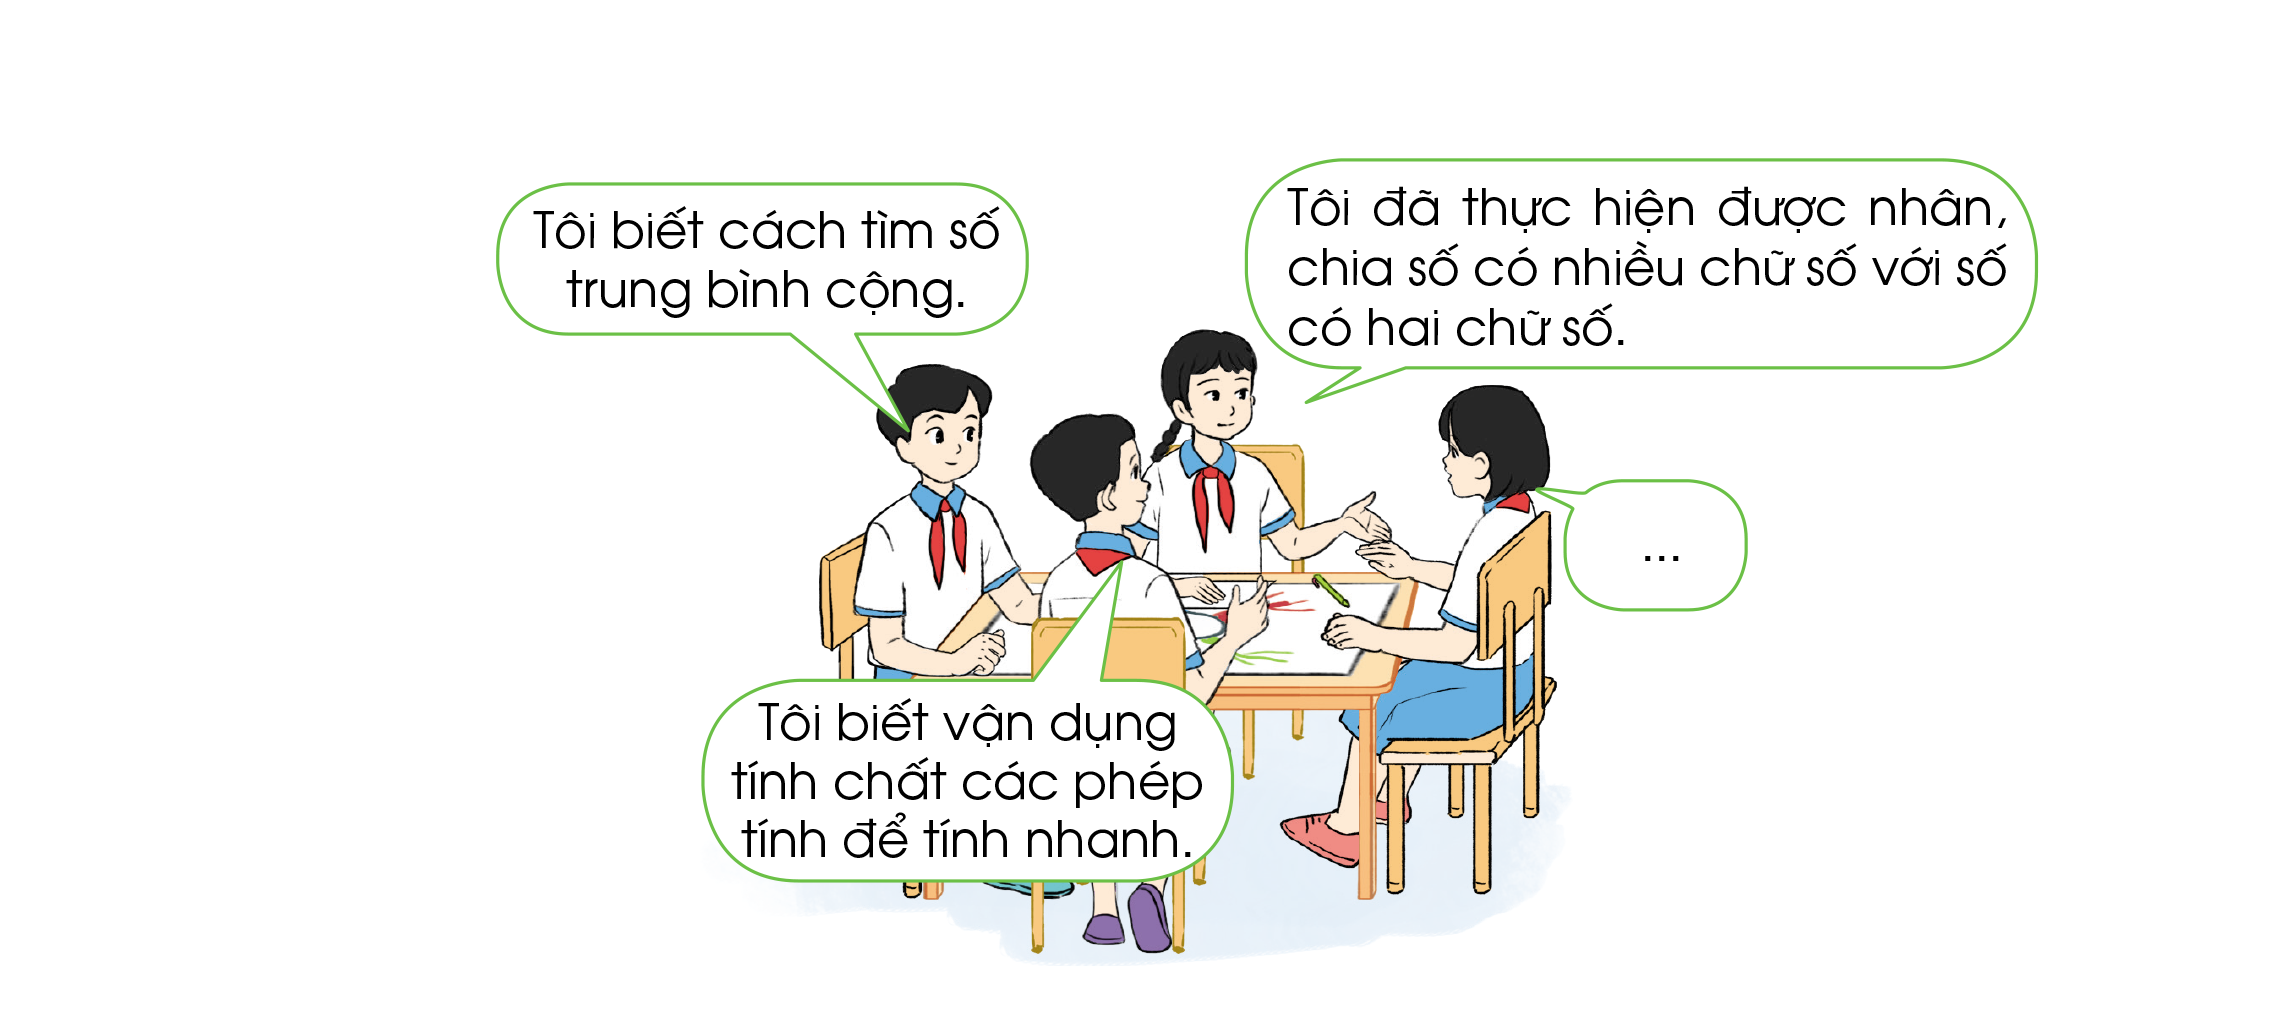 Tôi biết cách tìm số
trung bình cộng.
Tôi đã thực hiện được nhân,
chia số có nhiều chữ số với số
có hai chữ số.
...
Tôi biết vận dụng
tính chất các phép
tính để tính nhanh.